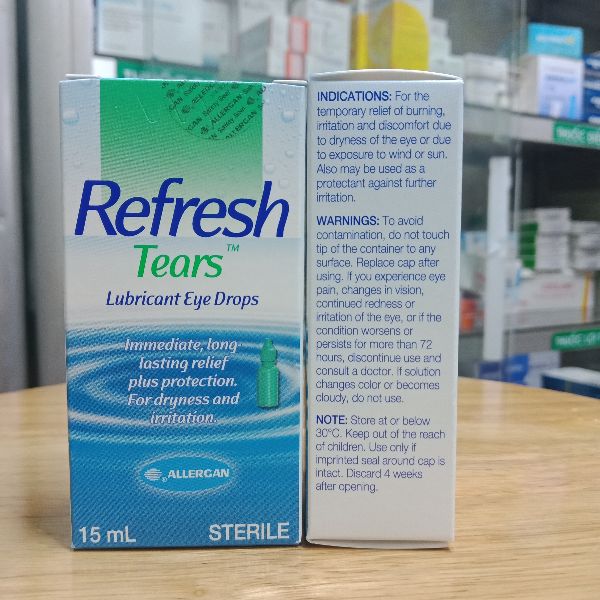 ALLERGAN
Refresh
Tears™
Lubricant Eye Drops
Immediate, long-
lasting relief
plus protection.
For dryness and
irritation.
ALLERGAN
15 mL
STERILE
INDICATIONS: For the
temporary relief of burning,
irritation and discomfort due
to dryness of the eye or due
to exposure to wind or sun.
Also may be used as a
protectant against further
irritation.
WARNINGS: To avoid
contamination, do not touch
tip of the container to any
surface. Replace cap after
using. If you experience eye
pain, changes in vision,
continued redness or
irritation of the eye, or if the
condition worsens or
persists for more than 72
hours, discontinue use and
consult a doctor. If solution
changes color or becomes
cloudy, do not use.
NOTE: Store at or below
30°C. Keep out of the reach
of children. Use only if
imprinted seal around cap is
intact. Discard 4 weeks
after opening.